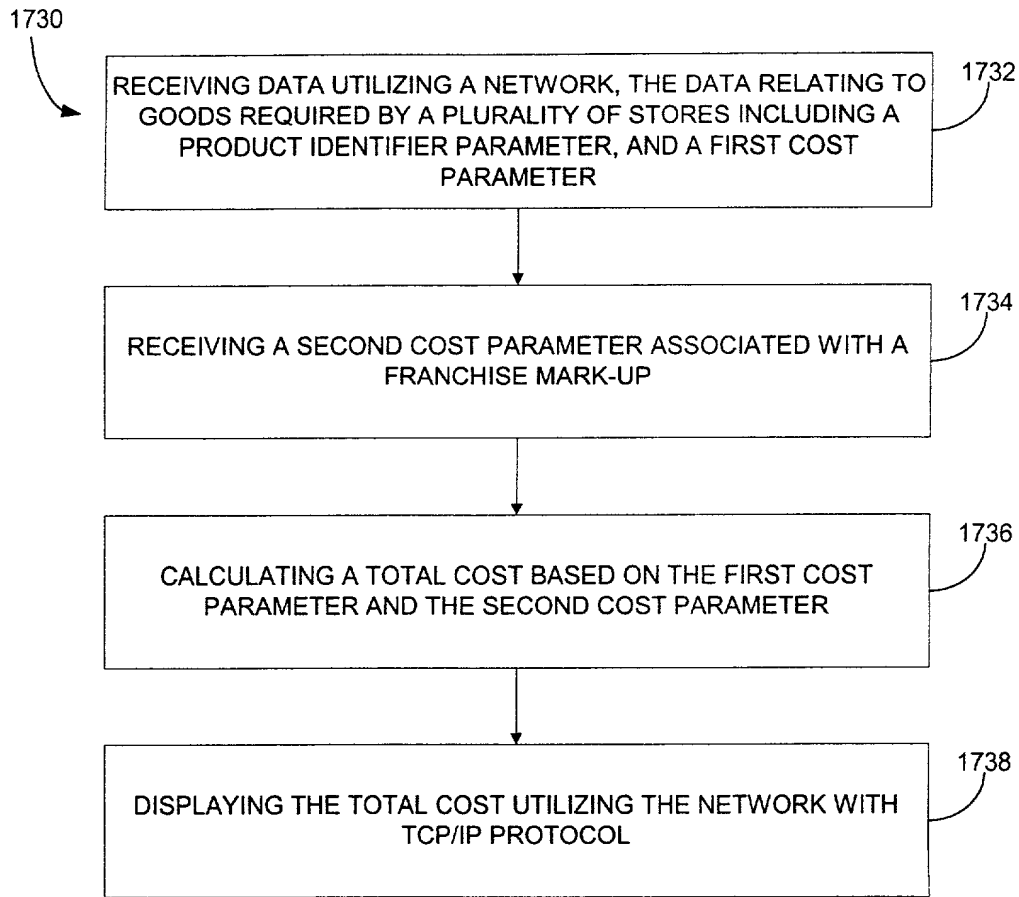 1730
1732
RECEIVING DATA UTILIZING A NETWORK, THE DATA RELATING TO
GOODS REQUIRED BY A PLURALITY OF STORES INCLUDING A
PRODUCT IDENTIFIER PARAMETER, AND A FIRST COST
PARAMETER
1734
RECEIVING A SECOND COST PARAMETER ASSOCIATED WITH A
FRANCHISE MARK-UP
1736
CALCULATING A TOTAL COST BASED ON THE FIRST COST
PARAMETER AND THE SECOND COST PARAMETER
1738
DISPLAYING THE TOTAL COST UTILIZING THE NETWORK WITH
TCP/IP PROTOCOL